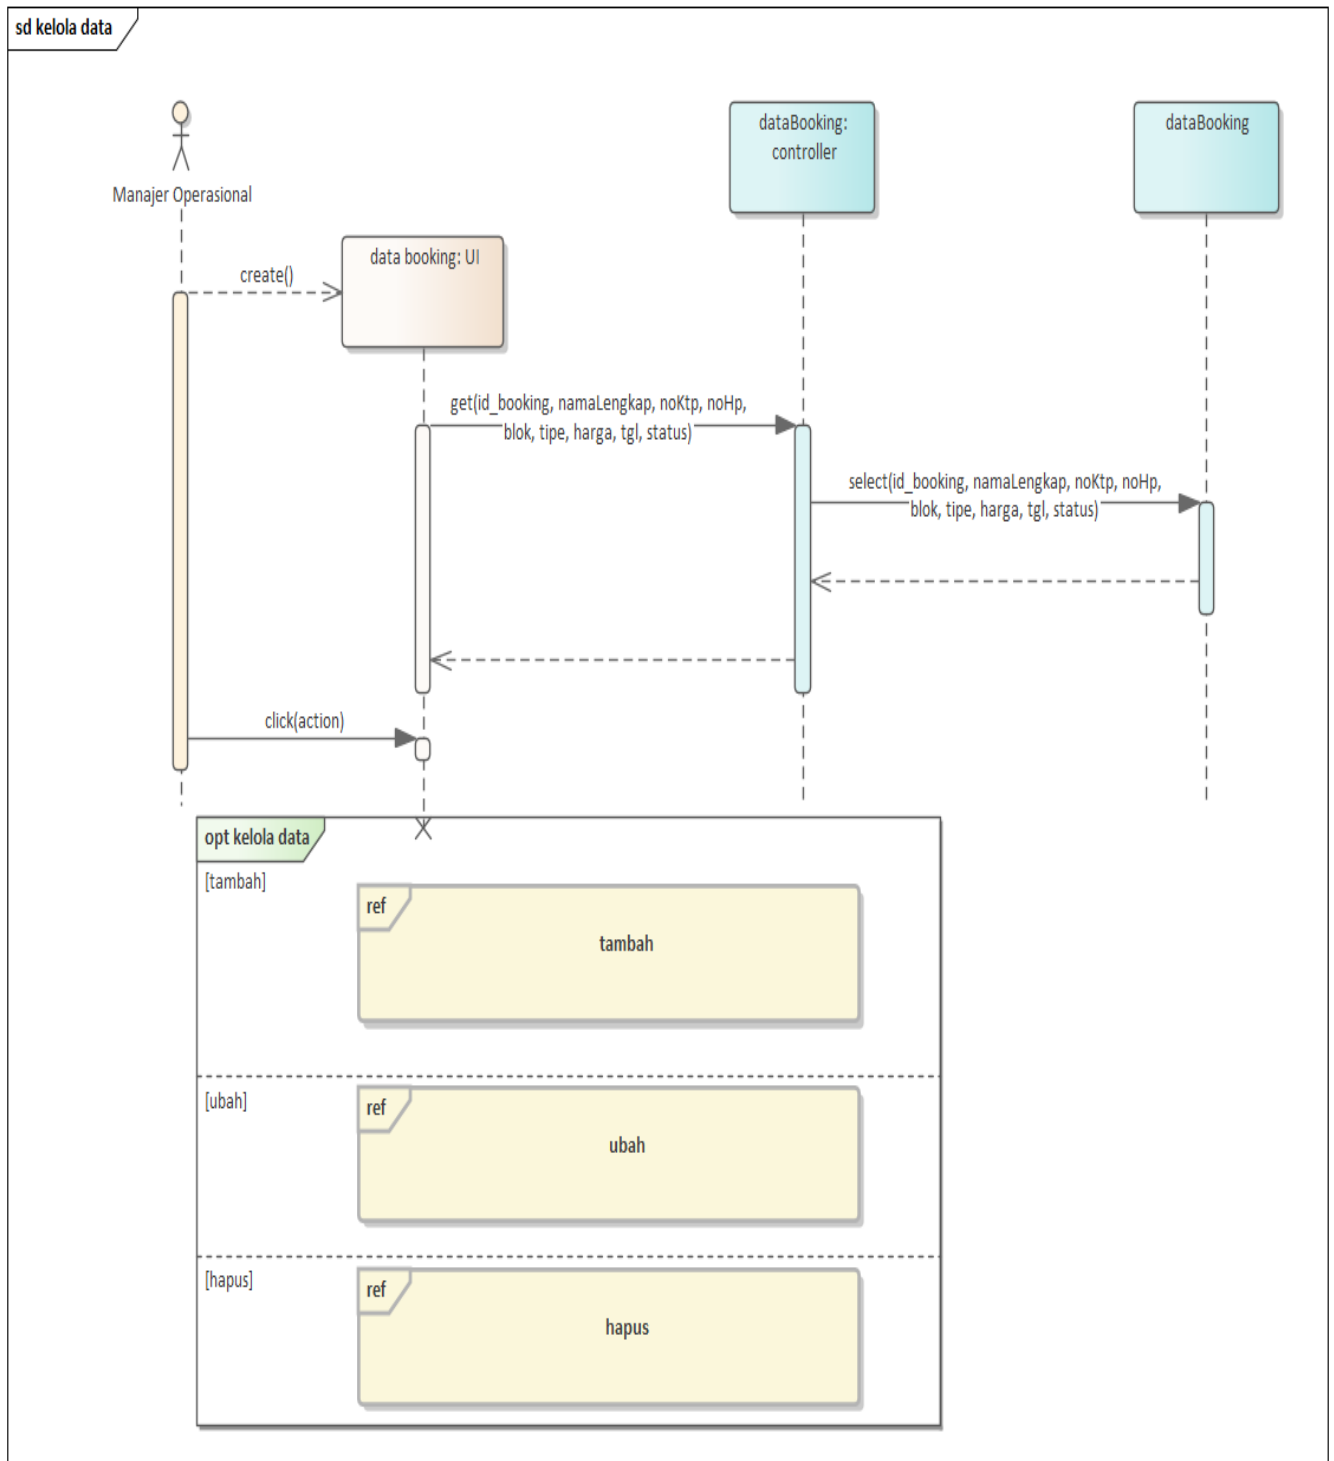 sd kelola data
dataBooking:
controller
dataBooking
Manajer Operasional
data booking: UI
create()
get(id_booking, namaLengkap, noKtp, noHp,
blok, tipe, harga, tgl, status)
select(id_booking, namaLengkap, noKtp, noHp,
blok, tipe, harga, tgl, status)
click(action)
opt kelola data
[tambah]
ref
tambah
[ubah]
ref
ubah
[hapus]
ref
hapus